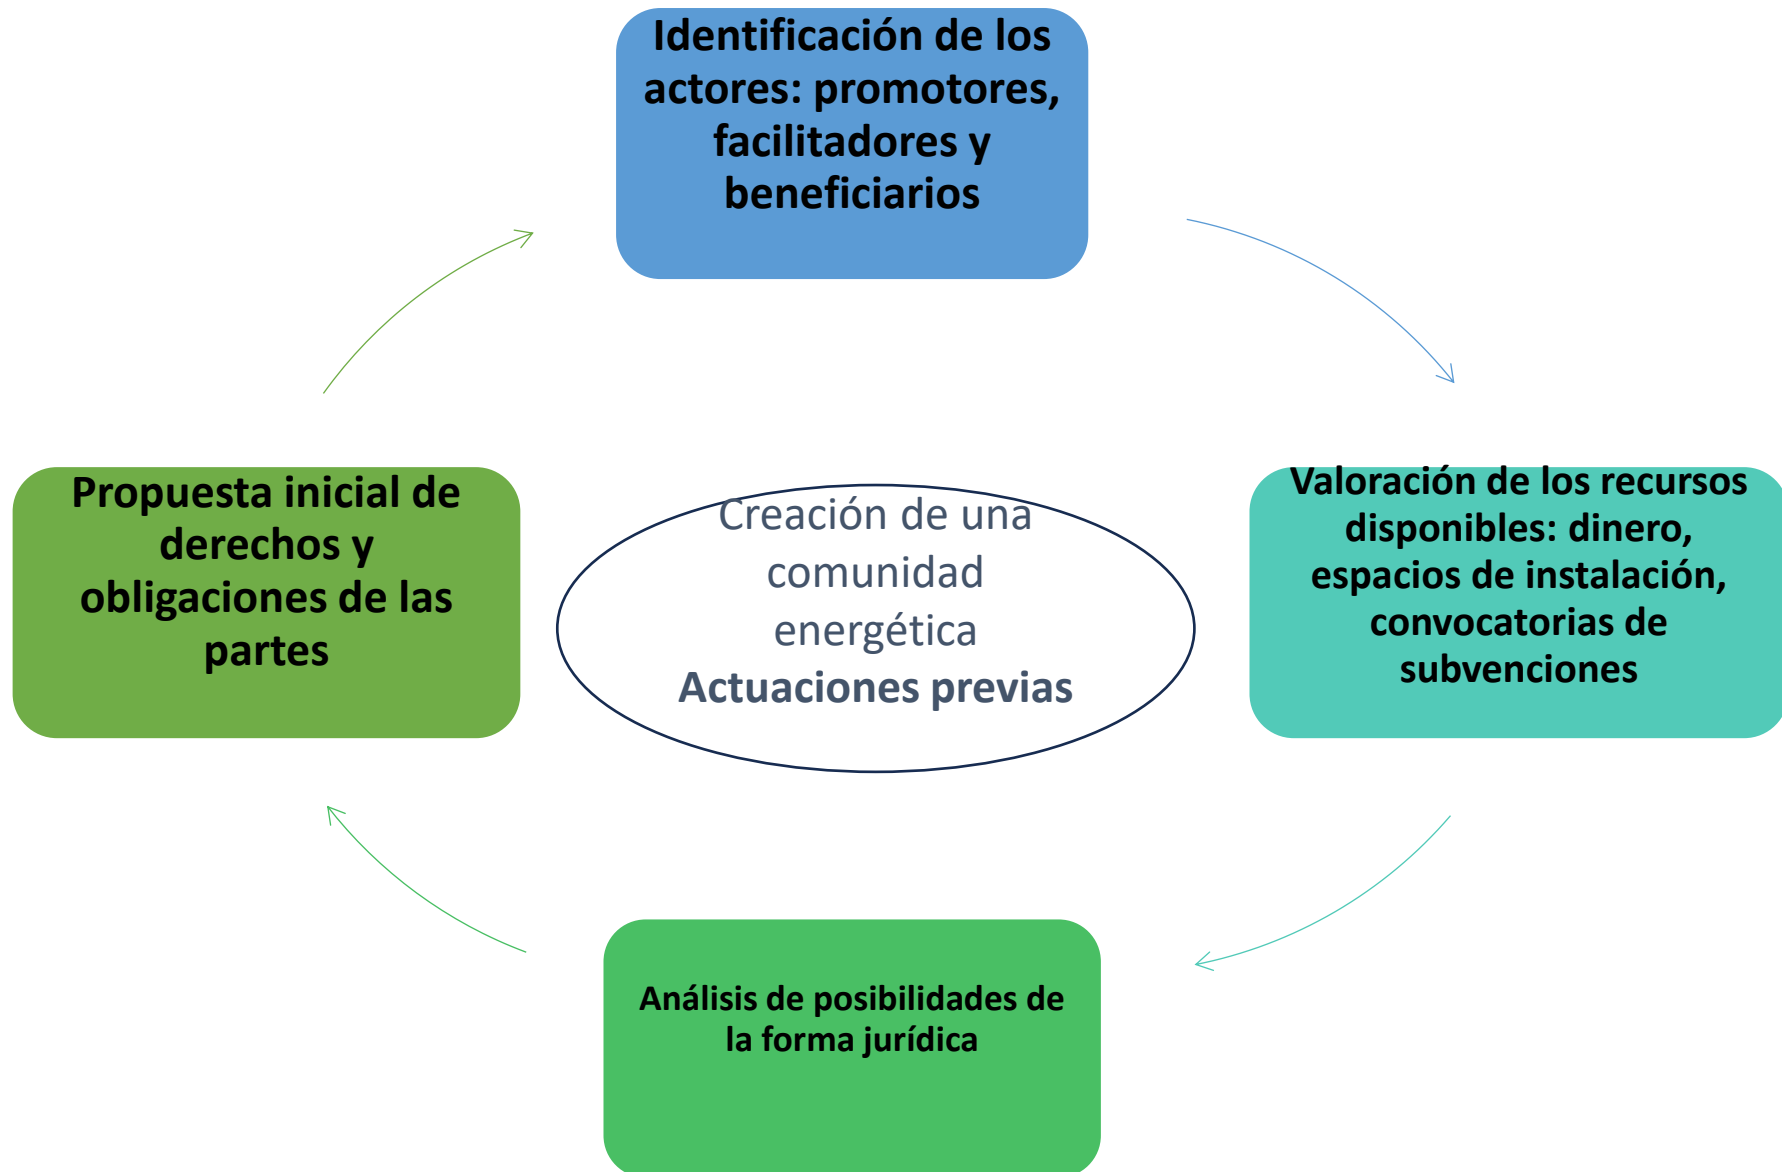 Identificación de los
actores: promotores,
facilitadores y
beneficiarios
Propuesta inicial de
derechos y
obligaciones de las
partes
Creación de una
comunidad
energética
Actuaciones previas
Valoración de los recursos
disponibles: dinero,
espacios de instalación,
convocatorias de
subvenciones
Análisis de posibilidades de
la forma jurídica